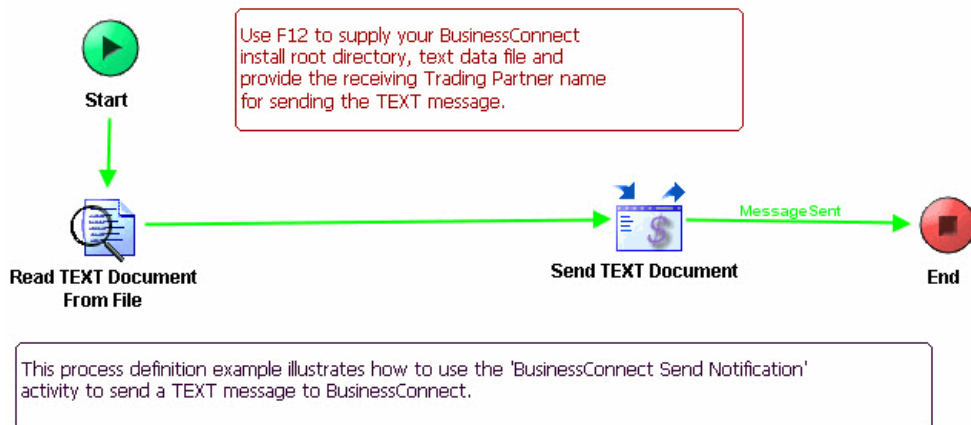 Use F12 to supply your BusinessConnect
install root directory, text data file and
provide the receiving Trading Partner name
for sending the TEXT message.
Start
MessageSent
Read TEXT Document
From File
Send TEXT Document
End
This process definition example illustrates how to use the 'BusinessConnect Send Notification'
activity to send a TEXT message to BusinessConnect.